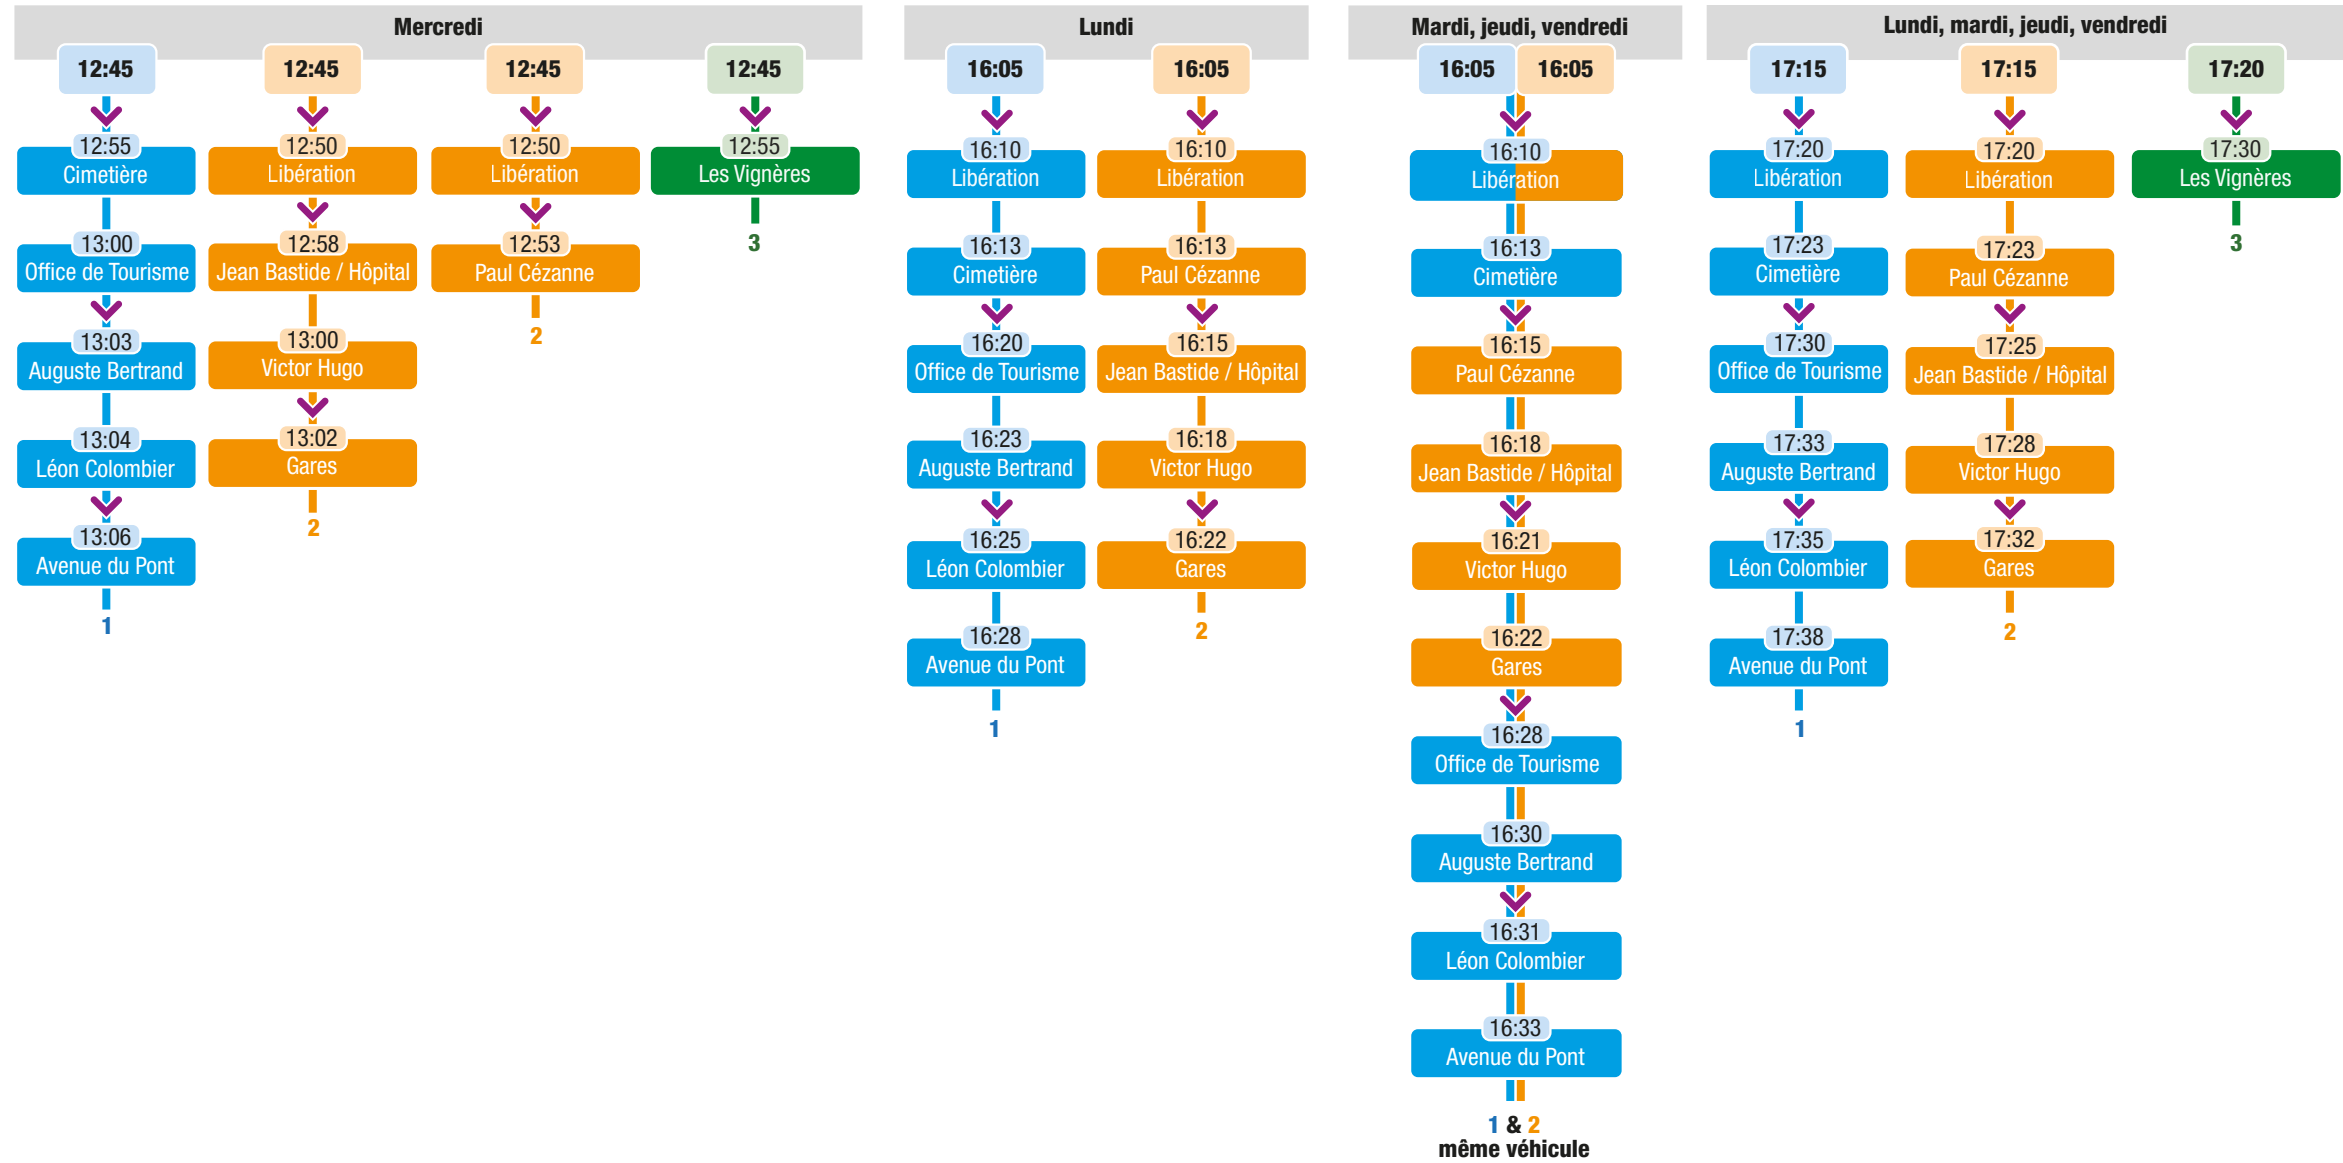 Mercredi
12:45
12:55
Cimetière
13:00
Office de Tourisme
13:03
Auguste Bertrand
13:04
Léon Colombier
13:06
Avenue du Pont
1
12:45
12:50
Libération
12:58
Jean Bastide / Hôpital
13:00
Victor Hugo
13:02
Gares
2
12:45
12:50
Libération
12:53
Paul Cézanne
2
12:45
12:55
Les Vignères
3
Lundi
16:05
16:10
Libération
16:13
Cimetière
16:20
Office de Tourisme
16:23
Auguste Bertrand
16:25
Léon Colombier
16:28
Avenue du Pont
1
16:05
16:10
Libération
16:13
Paul Cézanne
16:15
Jean Bastide / Hôpital
16:18
Victor Hugo
16:22
Gares
2
Mardi, jeudi, vendredi
16:05 16:05
16:10
Libération
16:13
Cimetière
16:15
Paul Cézanne
16:18
Jean Bastide / Hôpital
16:21
Victor Hugo
16:22
Gares
16:28
Office de Tourisme
16:30
Auguste Bertrand
16:31
Léon Colombier
16:33
Avenue du Pont
1 & 2
même véhicule
Lundi, mardi, jeudi, vendredi
17:15
17:20
Libération
17:23
Cimetière
17:30
Office de Tourisme
17:33
Auguste Bertrand
17:35
Léon Colombier
17:38
Avenue du Pont
1
17:15
17:20
Libération
17:23
Paul Cézanne
17:25
Jean Bastide / Hôpital
17:28
Victor Hugo
17:32
Gares
2
17:20
17:30
Les Vignères
3